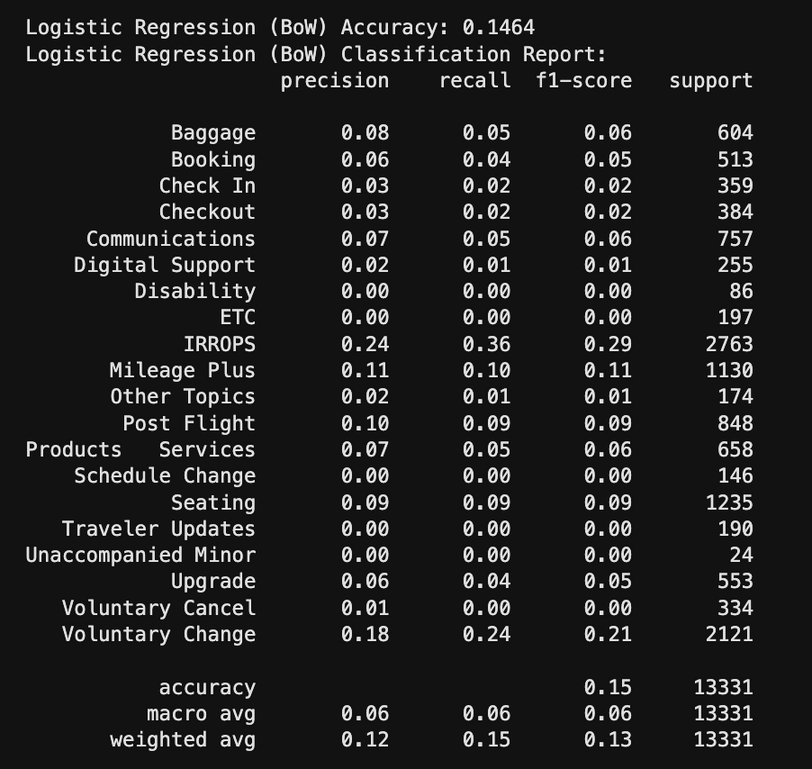 Logistic Regression (BoW) Accuracy: 0.1464
Logistic Regression (BoW) Classification Report:
precision recall f1-score support
Baggage 0.08 0.05 0.06 604
Booking 0.06 0.04 0.05 513
Check In 0.03 0.02 0.02 359
Checkout 0.03 0.02 0.02 384
Communications 0.07 0.05 0.06 757
Digital Support 0.02 0.01 0.01 255
Disability 0.00 0.00 0.00 86
ETC 0.00 0.00 0.00 197
IRROPS 0.24 0.36 0.29 2763
Mileage Plus 0.11 0.10 0.11 1130
Other Topics 0.02 0.01 0.01 174
Post Flight 0.10 0.09 0.09 848
Products   Services 0.07 0.05 0.06 658
Schedule Change 0.00 0.00 0.00 146
Seating 0.09 0.09 0.09 1235
Traveler Updates 0.00 0.00 0.00 190
Unaccompanied Minor 0.00 0.00 0.00 24
Upgrade 0.06 0.04 0.05 553
Voluntary Cancel 0.01 0.00 0.00 334
Voluntary Change 0.18 0.24 0.21 2121
accuracy 0.15 13331
macro avg 0.06 0.06 0.06 13331
weighted avg 0.12 0.15 0.13 13331